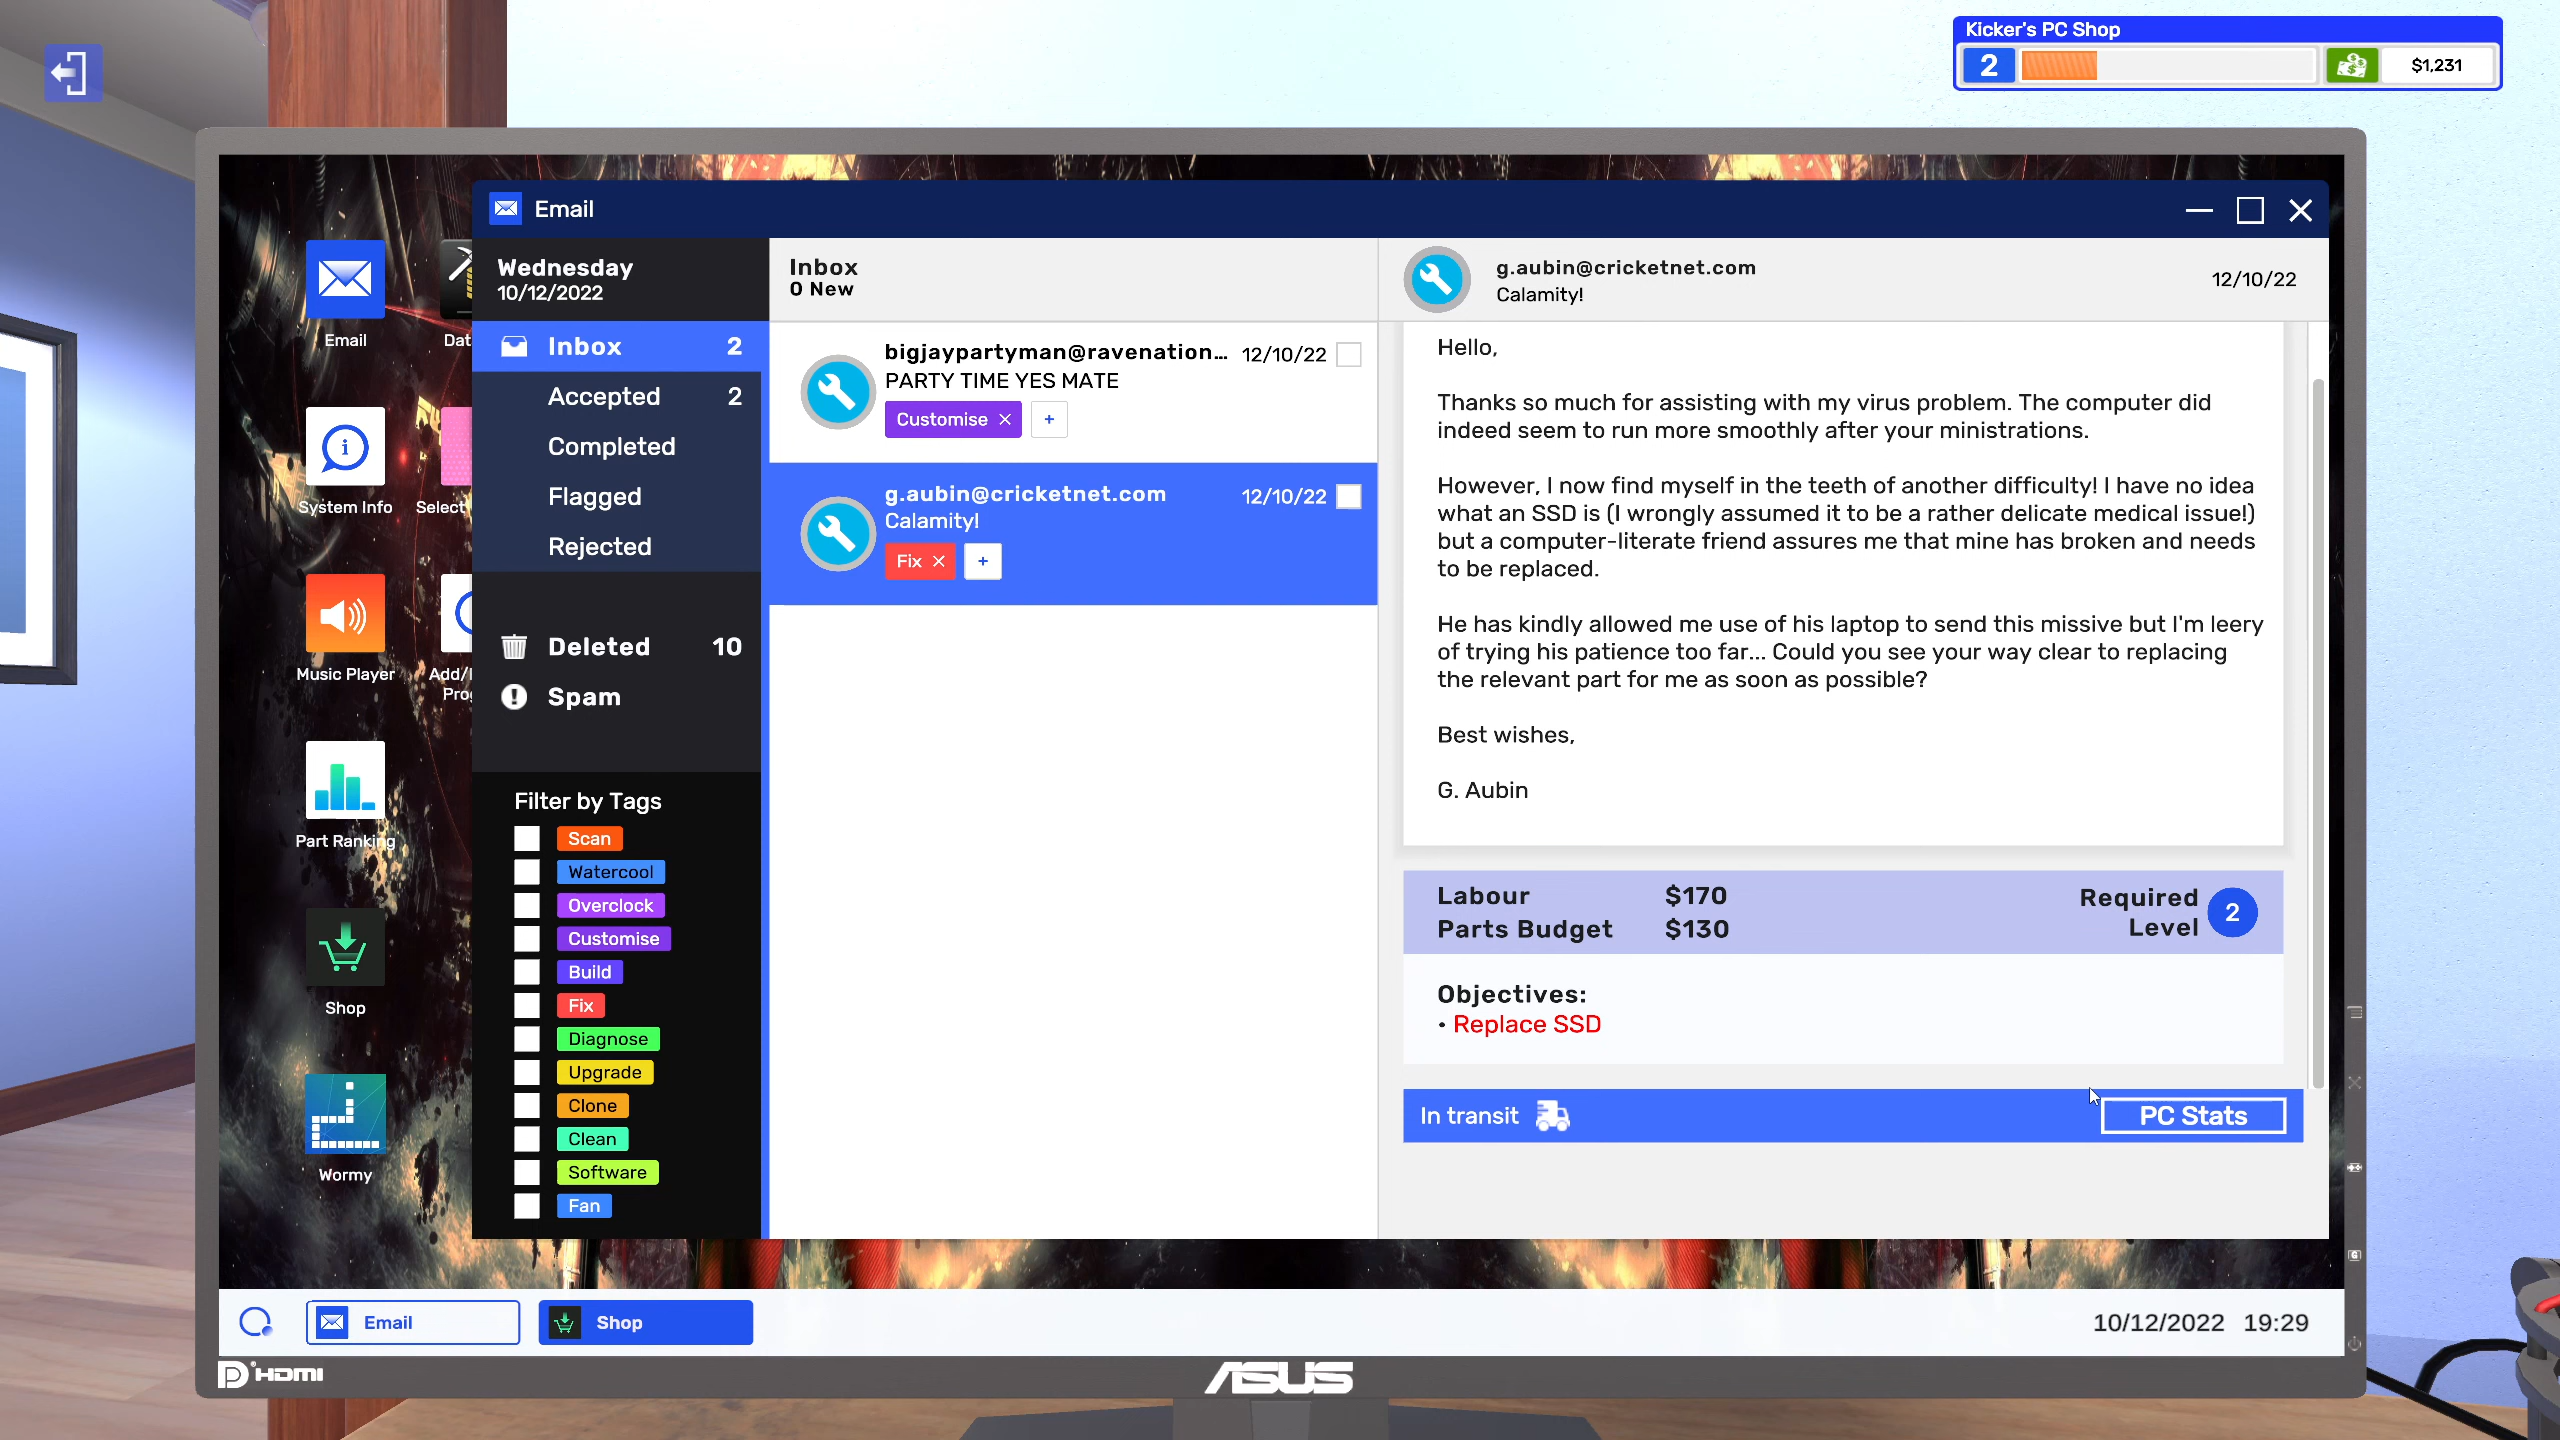 Kicker's PC Shop
2
$1,231
Email
Wednesday
10/12/2022
Inbox 2
Accepted 2
Completed
Flagged
Rejected
Deleted 10
Spam
Filter by Tags
Scan
Watercool
Overclock
Customise
Build
Fix
Diagnose
Upgrade
Clone
Clean
Software
Fan
Inbox
0 New
bigjaypartyman@ravenation... 12/10/22
PARTY TIME YES MATE
Customise ×
+
g.aubin@cricketnet.com 12/10/22
Calamity!
Fix ×
+
g.aubin@cricketnet.com
Calamity!
12/10/22
Hello,
Thanks so much for assisting with my virus problem. The computer did
indeed seem to run more smoothly after your ministrations.
However, I now find myself in the teeth of another difficulty! I have no idea
what an SSD is (I wrongly assumed it to be a rather delicate medical issue!)
but a computer-literate friend assures me that mine has broken and needs
to be replaced.
He has kindly allowed me use of his laptop to send this missive but I'm leery
of trying his patience too far... Could you see your way clear to replacing
the relevant part for me as soon as possible?
Best wishes,
G. Aubin
Labour $170
Parts Budget $130
Required
Level
2
Objectives:
• Replace SSD
In transit
PC Stats
Email
Dat
System Info
Select
Music Player
Add/
Pro
Part Ranking
Shop
Wormy
Email
Shop
10/12/2022 19:29
HDMI
ASUS